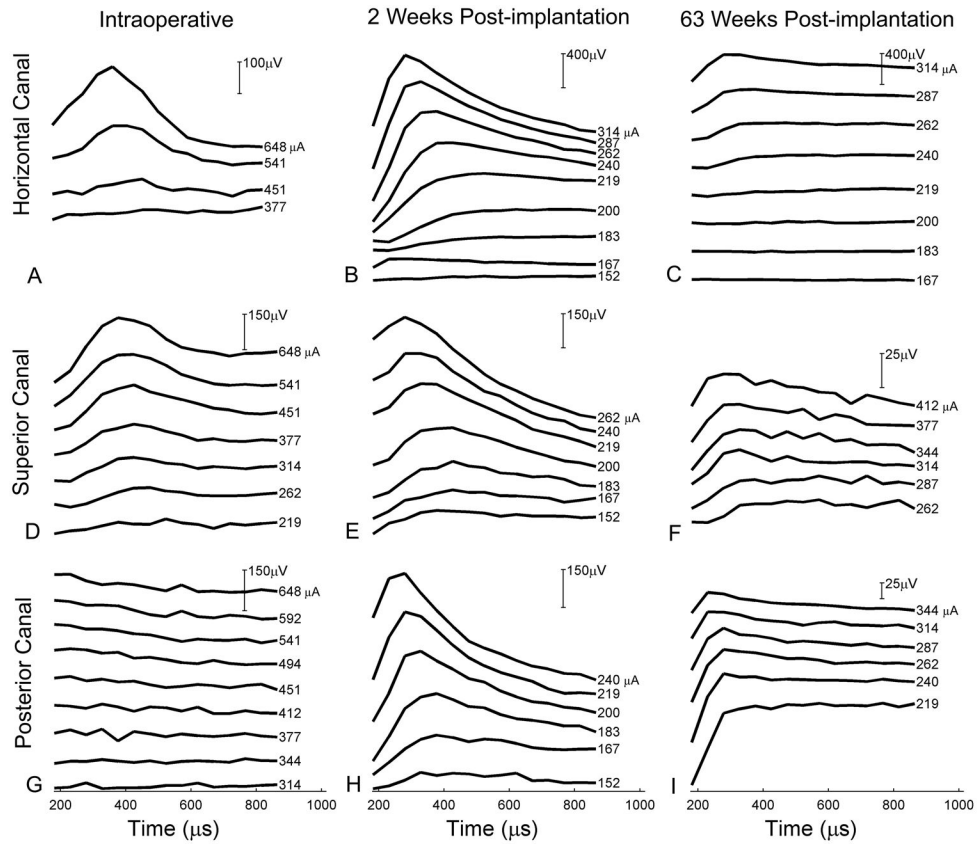 Intraoperative
2 Weeks Post-implantation
63 Weeks Post-implantation
Horizontal Canal
100μV
648 μA
541
451
377
A
400μV
314 μA
287
262
240
219
200
183
167
152
B
400μV
314 μA
287
262
240
219
200
183
167
C
Superior Canal
150μV
648 μA
541
451
377
314
262
219
D
150μV
262 μA
240
219
200
183
167
152
E
25μV
412 μA
377
344
314
287
262
F
Posterior Canal
150μV
648 μA
592
541
494
451
412
377
344
314
G
150μV
240 μA
219
200
183
167
152
H
25μV
344 μA
314
287
262
240
219
I
200 400 600 800 1000
200 400 600 800 1000
200 400 600 800 1000
Time (μs)
Time (μs)
Time (μs)